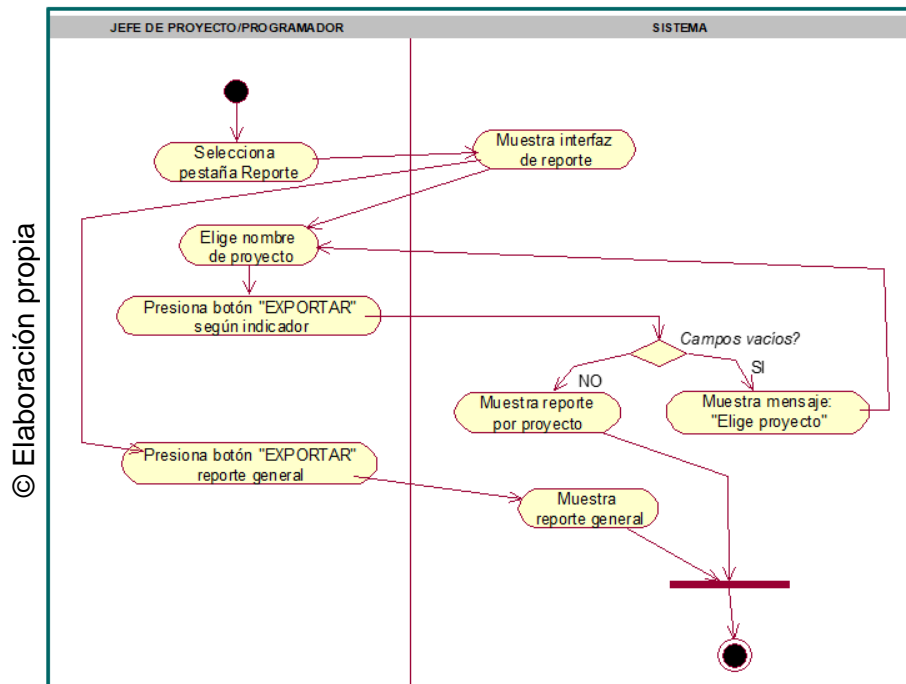 JEFE DE PROYECTO/PROGRAMADOR
SISTEMA
Selecciona
pestaña Reporte
Muestra interfaz
de reporte
Elige nombre
de proyecto
Presiona botón "EXPORTAR"
según indicador
Campos vacíos?
NO
SI
Muestra reporte
por proyecto
Muestra mensaje:
"Elige proyecto"
Presiona botón "EXPORTAR"
reporte general
Muestra
reporte general
© Elaboración propia